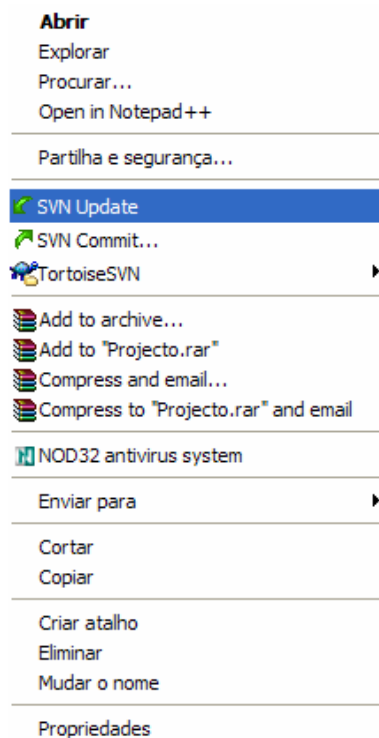 Abrir
Explorar
Procurar...
Open in Notepad++
Partilha e segurança...
SVN Update
SVN Commit...
TortoiseSVN
Add to archive...
Add to "Projecto.rar"
Compress and email...
Compress to "Projecto.rar" and email
NOD32 antivirus system
Enviar para
Cortar
Copiar
Criar atalho
Eliminar
Mudar o nome
Propriedades